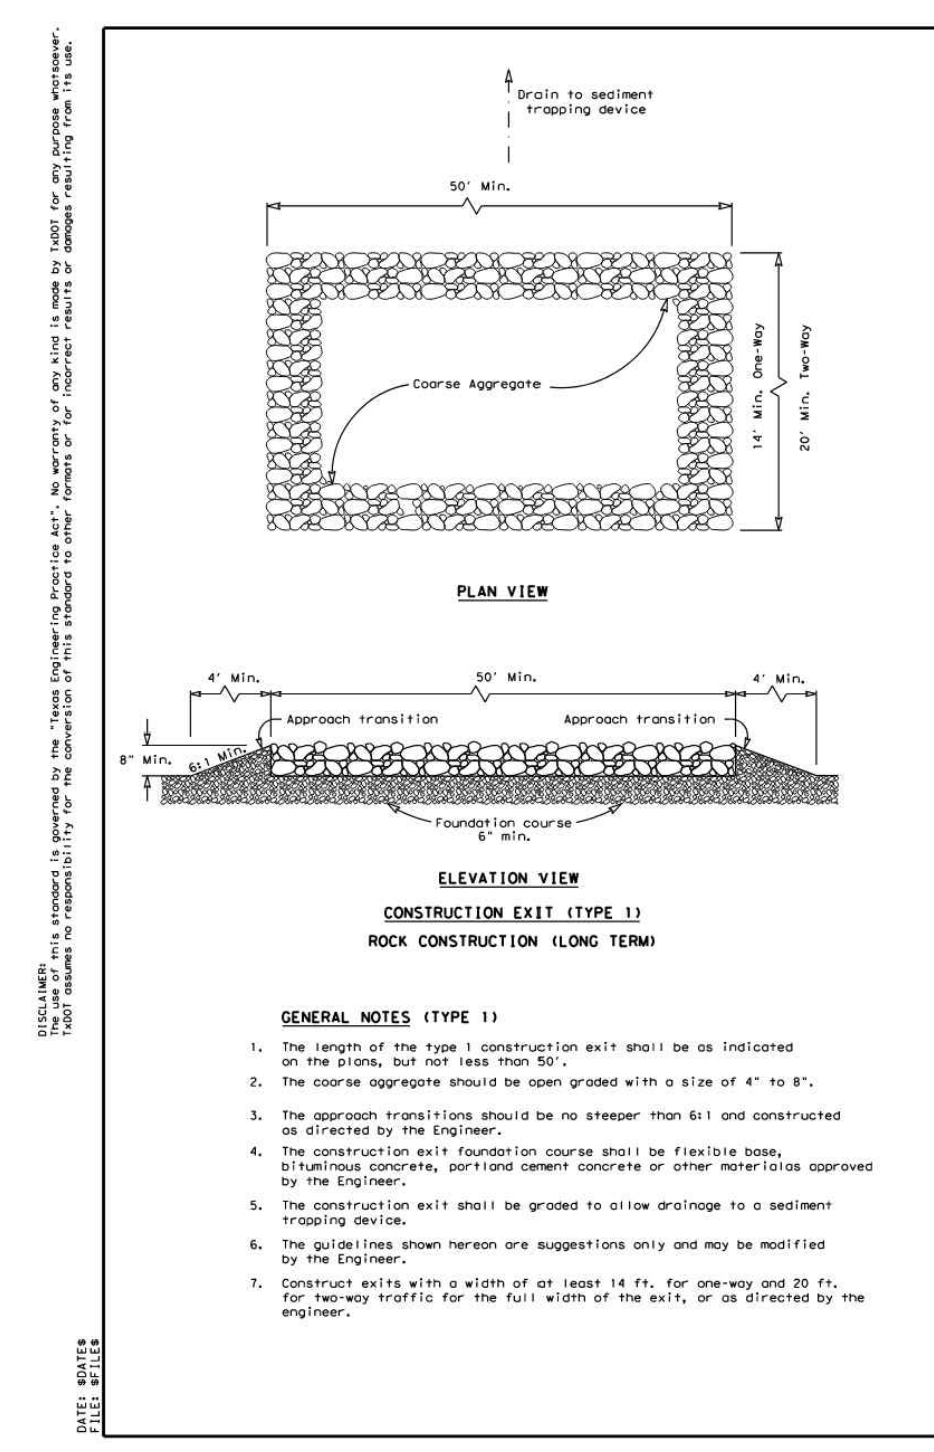 DISCLAIMER:
The use of this standard is governed by the "Texas Engineering Practice Act". No warranty of any kind is made by TxDOT for any purpose whatsoever.
TxDOT assumes no responsibility for the conversion of this standard to other formats or for incorrect results or damages resulting from its use.
DATE: $DATE$
FILE: $FILE$
Drain to sediment
trapping device
50' Min.
Coarse Aggregate
14' Min. One-Way
20' Min. Two-Way
PLAN VIEW
4' Min.
50' Min.
4' Min.
Approach transition
Approach transition
8" Min.
6:1 Min.
Foundation course
6" min.
ELEVATION VIEW
CONSTRUCTION EXIT (TYPE 1)
ROCK CONSTRUCTION (LONG TERM)
GENERAL NOTES (TYPE 1)
1. The length of the type 1 construction exit shall be as indicated
on the plans, but not less than 50'.
2. The coarse aggregate should be open graded with a size of 4" to 8".
3. The approach transitions should be no steeper than 6:1 and constructed
as directed by the Engineer.
4. The construction exit foundation course shall be flexible base,
bituminous concrete, portland cement concrete or other materialas approved
by the Engineer.
5. The construction exit shall be graded to allow drainage to a sediment
trapping device.
6. The guidelines shown hereon are suggestions only and may be modified
by the Engineer.
7. Construct exits with a width of at least 14 ft. for one-way and 20 ft.
for two-way traffic for the full width of the exit, or as directed by the
engineer.